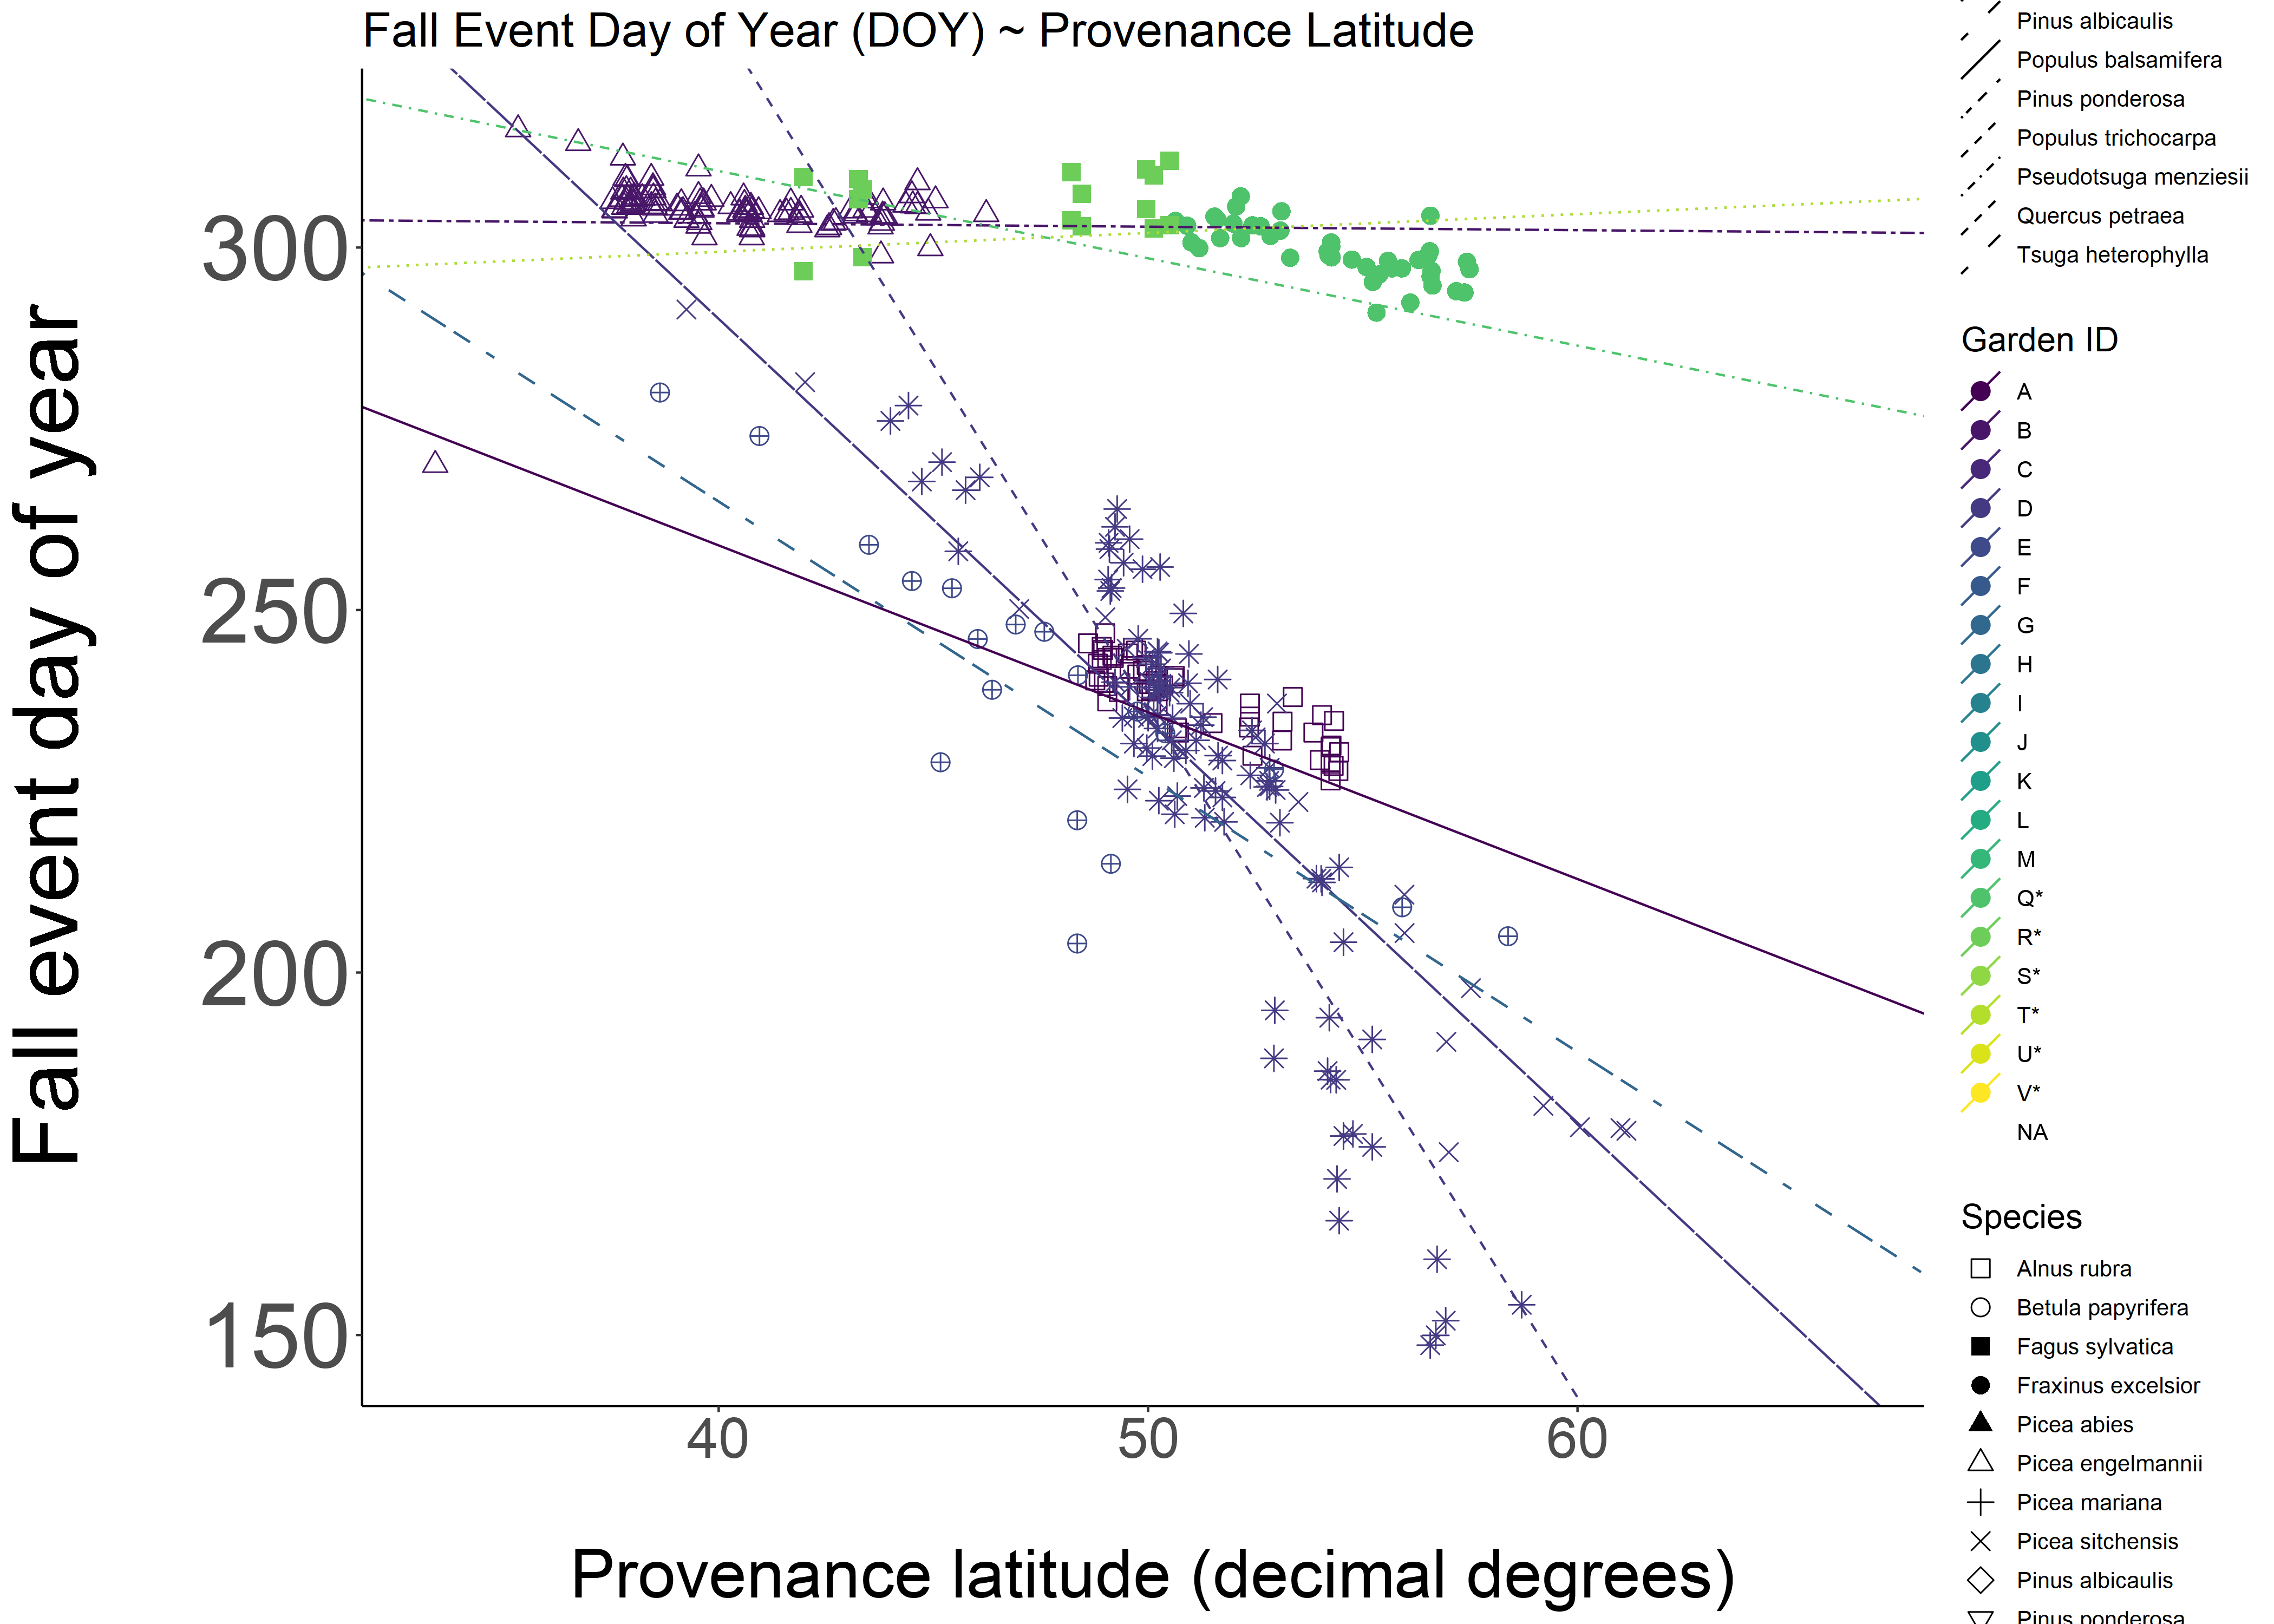 Fall Event Day of Year (DOY) ~ Provenance Latitude
Fall event day of year
300
250
200
150
40
50
60
Provenance latitude (decimal degrees)
Pinus albicaulis
Populus balsamifera
Pinus ponderosa
Populus trichocarpa
Pseudotsuga menziesii
Quercus petraea
Tsuga heterophylla
Garden ID
A
B
C
D
E
F
G
H
I
J
K
L
M
Q*
R*
S*
T*
U*
V*
NA
Species
Alnus rubra
Betula papyrifera
Fagus sylvatica
Fraxinus excelsior
Picea abies
Picea engelmannii
Picea mariana
Picea sitchensis
Pinus albicaulis
Pinus ponderosa